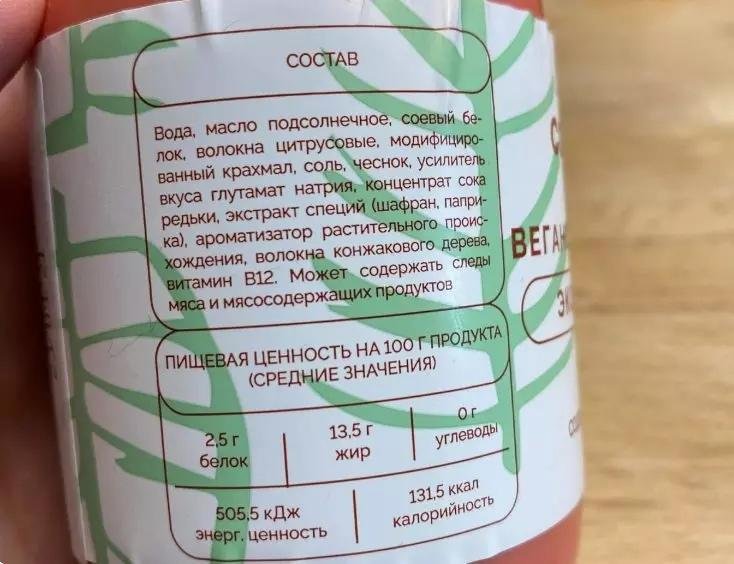 СОСТАВ
Вода, масло подсолнечное, соевый бе-
лок, волокна цитрусовые, модифициро-
ванный крахмал, соль, чеснок, усилитель
вкуса глутамат натрия, концентрат сока
редьки, экстракт специй (шафран, папри-
ка), ароматизатор растительного проис-
хождения, волокна конжакового дерева,
витамин В12. Может содержать следы
мяса и мясосодержащих продуктов
ПИЩЕВАЯ ЦЕННОСТЬ НА 100 Г ПРОДУКТА
(СРЕДНИЕ ЗНАЧЕНИЯ)
2,5 г
белок
13,5 г
жир
0 г
углеводы
505,5 кДж
энерг. ценность
131,5 ккал
калорийность
ВЕГАН